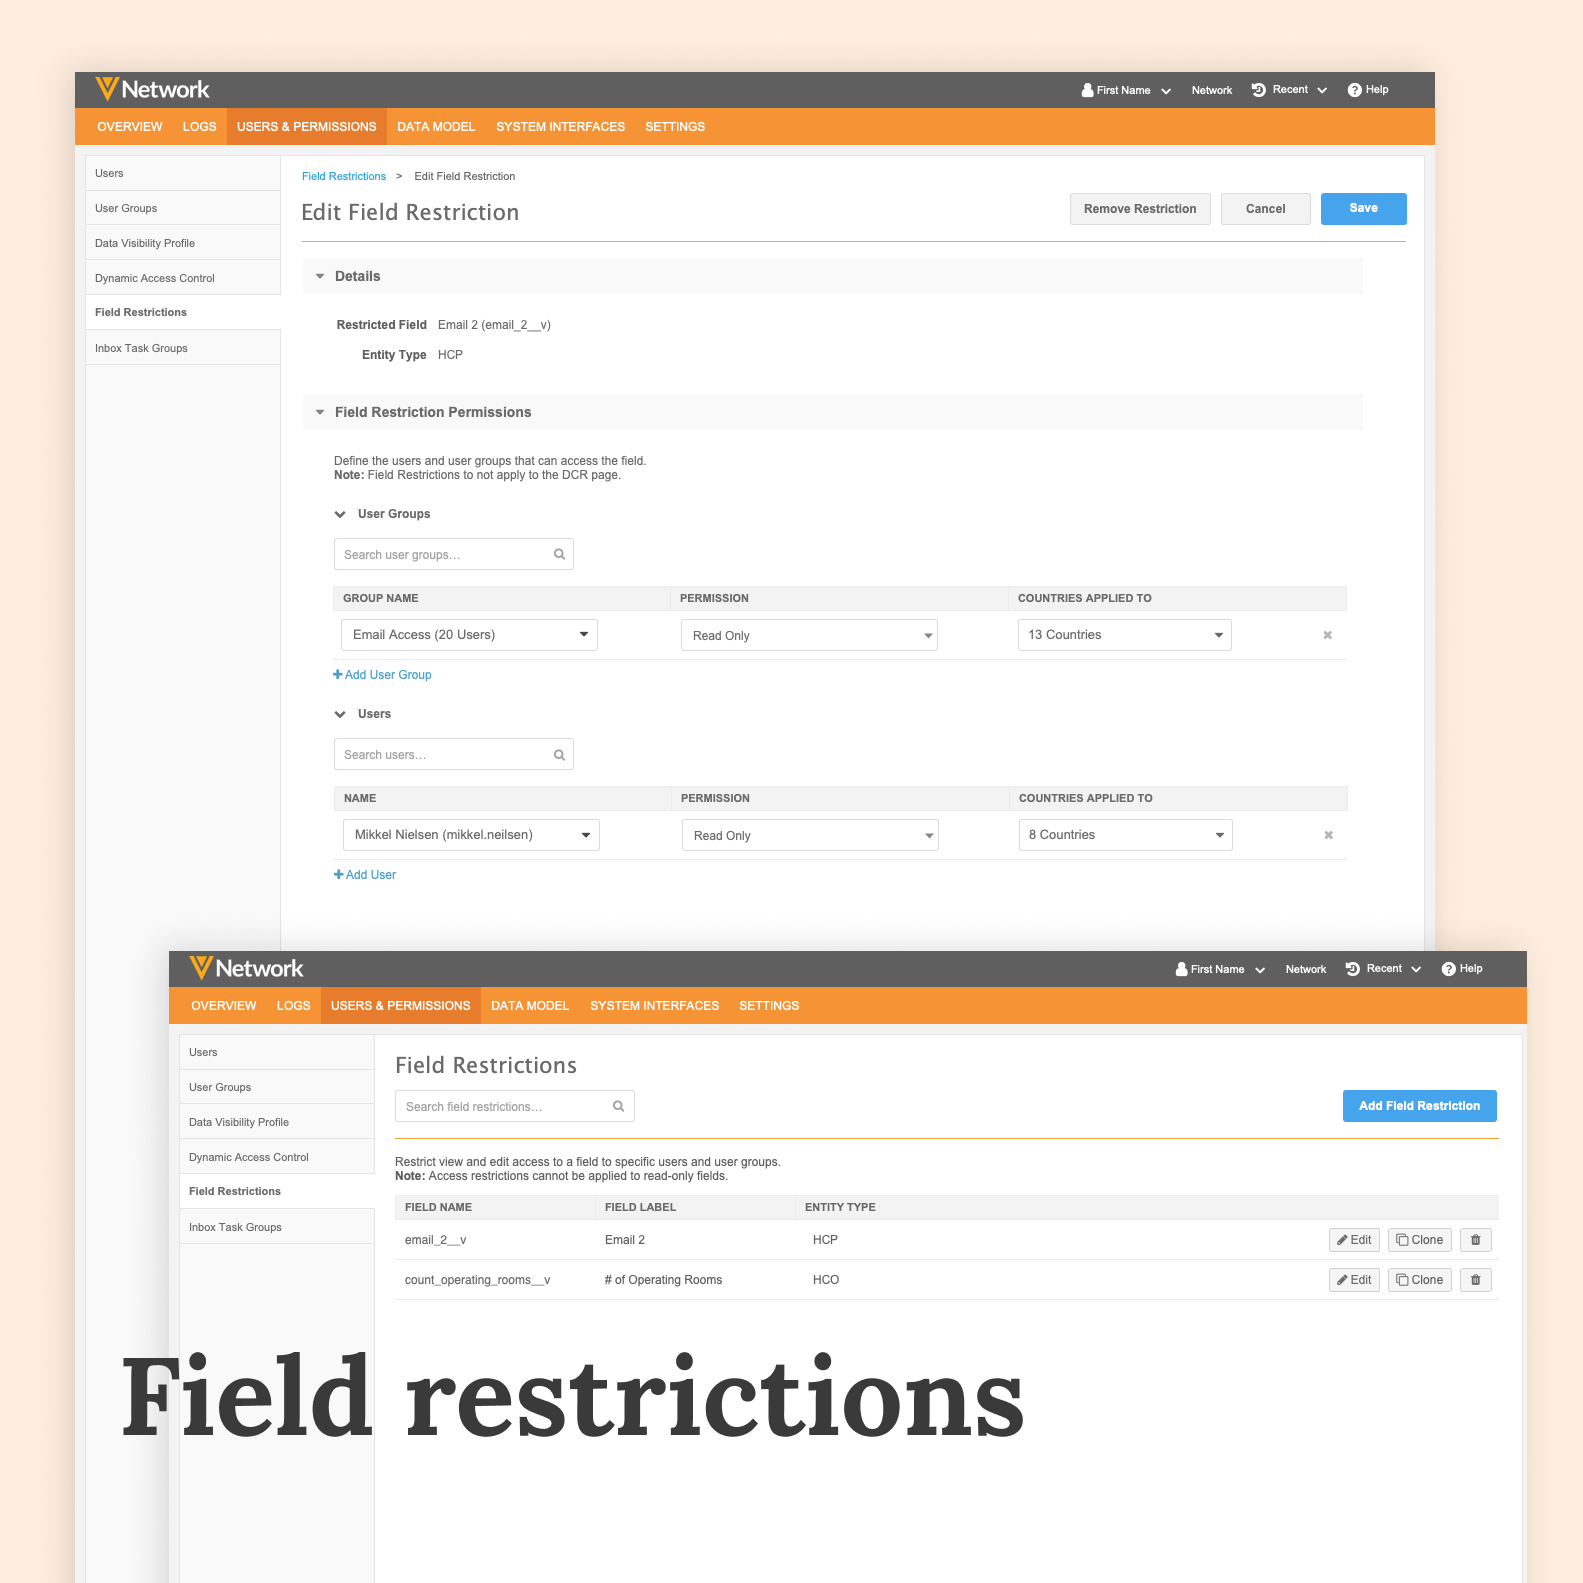 Network
First Name Network Recent Help
OVERVIEW LOGS USERS & PERMISSIONS DATA MODEL SYSTEM INTERFACES SETTINGS
Users
User Groups
Data Visibility Profile
Dynamic Access Control
Field Restrictions
Inbox Task Groups
Field Restrictions > Edit Field Restriction
Edit Field Restriction
Remove Restriction Cancel Save
Details
Restricted Field Email 2 (email_2__v)
Entity Type HCP
Field Restriction Permissions
Define the users and user groups that can access the field.
Note: Field Restrictions to not apply to the DCR page.
User Groups
Search user groups...
GROUP NAME PERMISSION COUNTRIES APPLIED TO
Email Access (20 Users) Read Only 13 Countries
Add User Group
Users
Search users...
NAME PERMISSION COUNTRIES APPLIED TO
Mikkel Nielsen (mikkel.neilsen) Read Only 8 Countries
Add User
Network
First Name Network Recent Help
OVERVIEW LOGS USERS & PERMISSIONS DATA MODEL SYSTEM INTERFACES SETTINGS
Users
User Groups
Data Visibility Profile
Dynamic Access Control
Field Restrictions
Inbox Task Groups
Field Restrictions
Search field restrictions...
Add Field Restriction
Restrict view and edit access to a field to specific users and user groups.
Note: Access restrictions cannot be applied to read-only fields.
FIELD NAME FIELD LABEL ENTITY TYPE
email_2__v Email 2 HCP Edit Clone
count_operating_rooms__v # of Operating Rooms HCO Edit Clone
Field restrictions